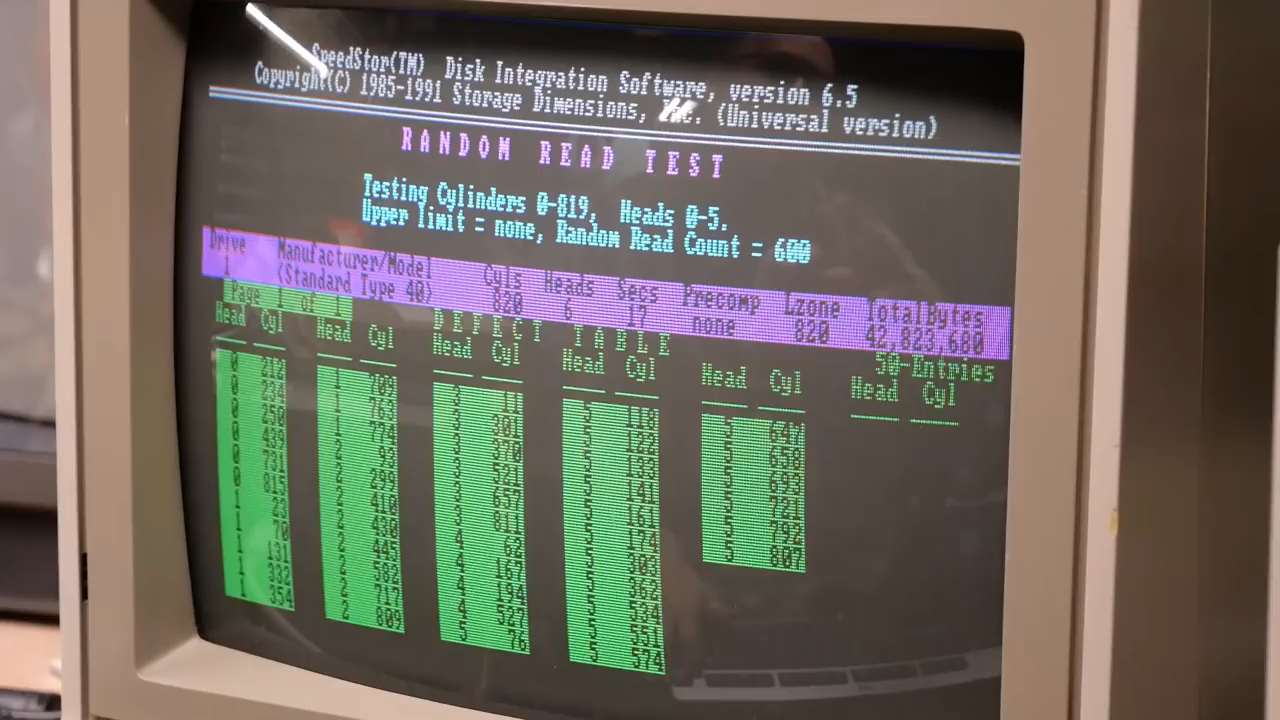 SpeedStor(TM) Disk Integration Software, version 6.5
Copyright(C) 1985-1991 Storage Dimensions, Inc. (Universal version)
RANDOM READ TEST
Testing Cylinders 0-819, Heads 0-5.
Upper limit = none, Random Read Count = 600
Drive Manufacturer/Model Cyls Heads Secs Precomp Lzone TotalBytes
1 (Standard Type 40) 820 6 17 none 820 42,823,680
Page 1 of 1 DEFECT TABLE 50-Entries
Head Cyl Head Cyl Head Cyl Head Cyl Head Cyl Head Cyl
0 212 1 709 3 11 5 118 5 647
0 234 1 763 3 301 5 122 5 658
0 250 1 774 3 370 5 133 5 693
0 439 2 93 3 521 5 141 5 721
0 731 2 299 3 657 5 161 5 792
0 815 2 410 3 811 5 174 5 807
1 23 2 430 4 62 5 304
1 70 2 445 4 167 5 362
1 131 2 582 4 194 5 534
1 332 2 717 4 527 5 551
1 354 2 809 5 76 5 574